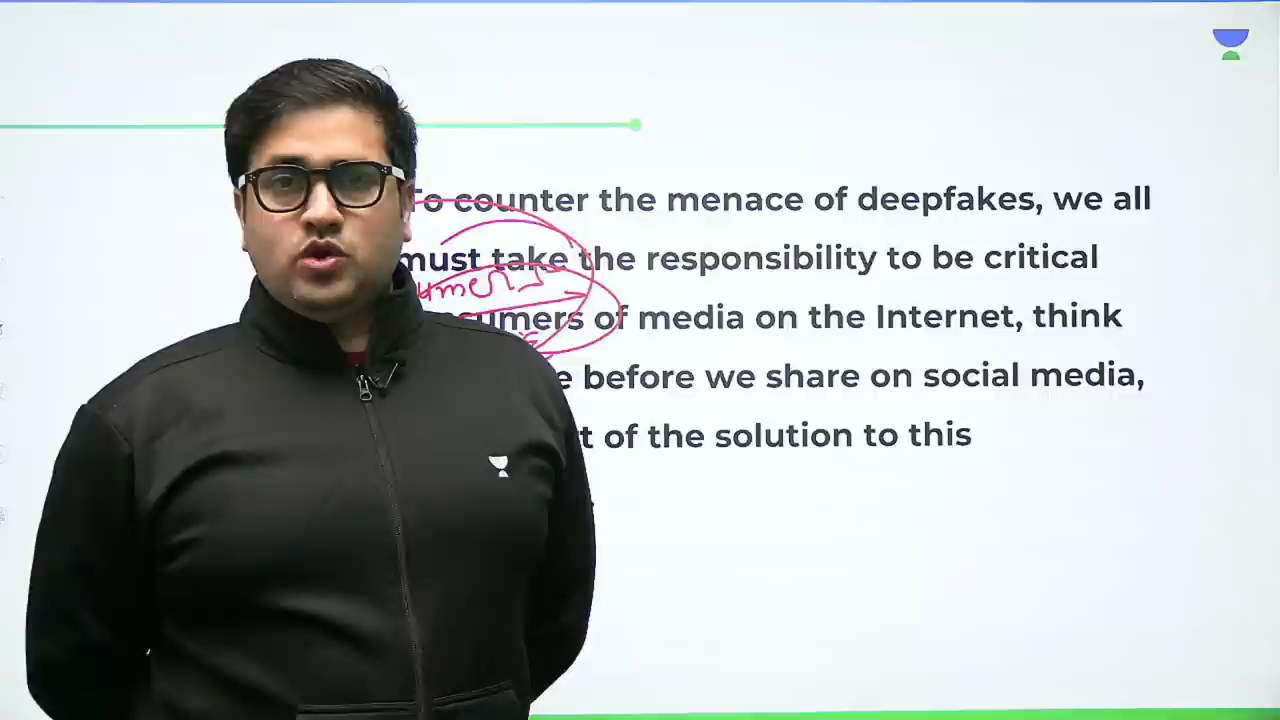 To counter the menace of deepfakes, we all
must take the responsibility to be critical
of media on the Internet, think
before we share on social media,
of the solution to this